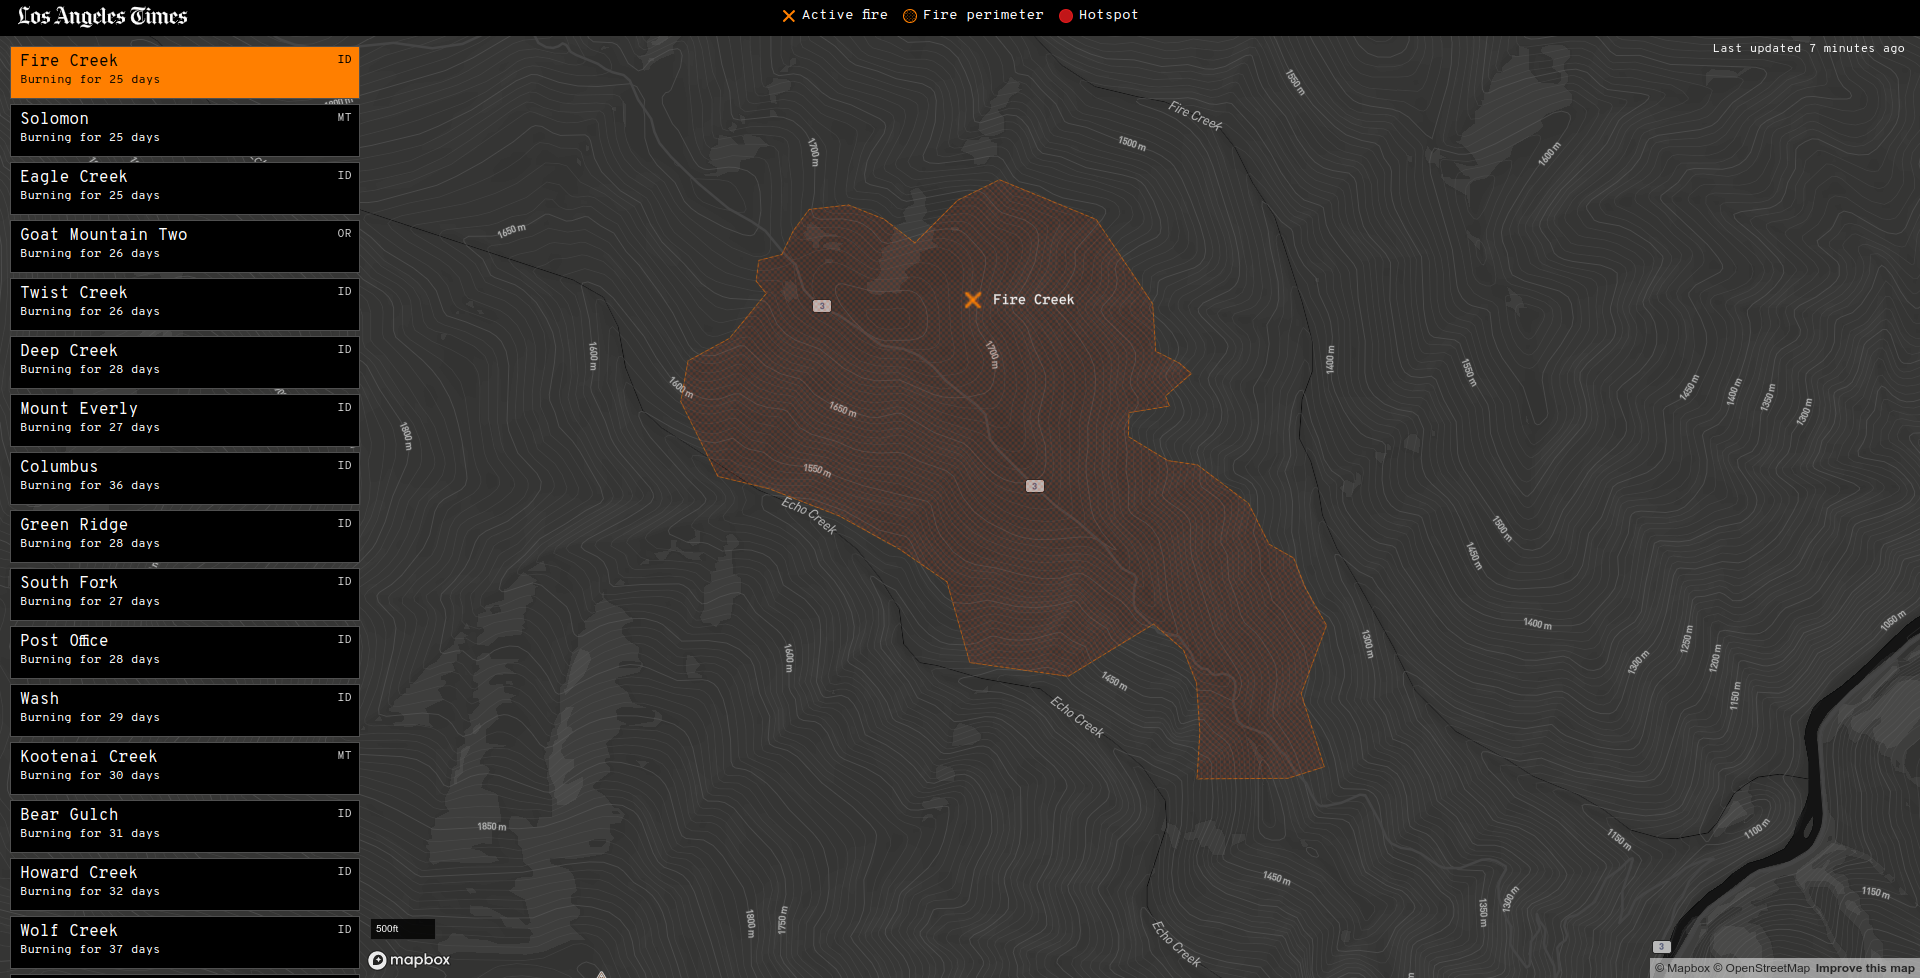 Los Angeles Times
Active fire
Fire perimeter
Hotspot
Last updated 7 minutes ago
Fire Creek
ID
Burning for 25 days
Solomon
MT
Burning for 25 days
Eagle Creek
ID
Burning for 25 days
Goat Mountain Two
OR
Burning for 26 days
Twist Creek
ID
Burning for 26 days
Deep Creek
ID
Burning for 28 days
Mount Everly
ID
Burning for 27 days
Columbus
ID
Burning for 36 days
Green Ridge
ID
Burning for 28 days
South Fork
ID
Burning for 27 days
Post Office
ID
Burning for 28 days
Wash
ID
Burning for 29 days
Kootenai Creek
MT
Burning for 30 days
Bear Gulch
ID
Burning for 31 days
Howard Creek
ID
Burning for 32 days
Wolf Creek
ID
Burning for 37 days
1550 m
Fire Creek
1500 m
1700 m
1600 m
1650 m
3
Fire Creek
1600 m
1700 m
1400 m
1550 m
1450 m
1400 m
1350 m
1300 m
1600 m
1650 m
1800 m
1550 m
3
Echo Creek
1500 m
1450 m
1400 m
1050 m
1300 m
1250 m
1200 m
1150 m
1600 m
1300 m
1450 m
Echo Creek
1850 m
1150 m
1100 m
1450 m
1350 m
1300 m
1150 m
1800 m
1750 m
Echo Creek
3
500ft
mapbox
© Mapbox © OpenStreetMap Improve this map